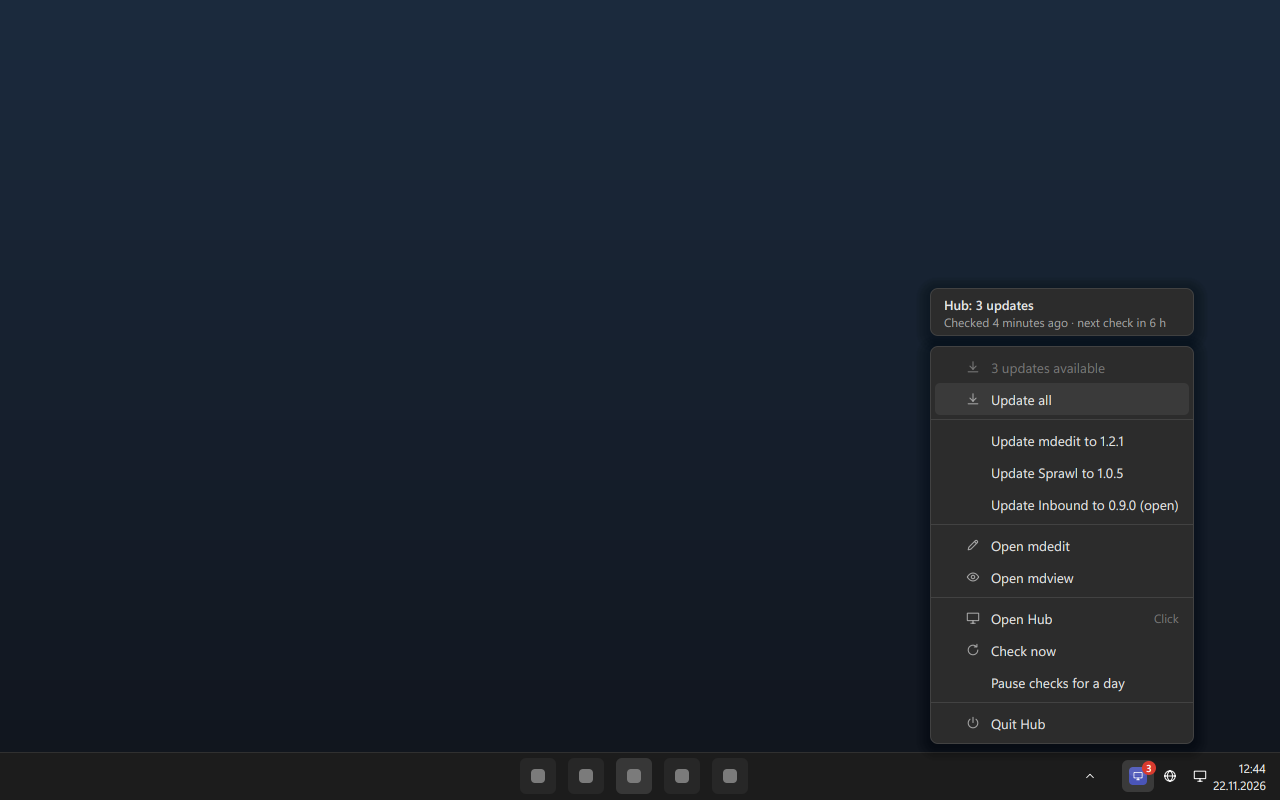 Hub: 3 updates
Checked 4 minutes ago · next check in 6 h
3 updates available
Update all
Update mdedit to 1.2.1
Update Sprawl to 1.0.5
Update Inbound to 0.9.0 (open)
Open mdedit
Open mdview
Open Hub Click
Check now
Pause checks for a day
Quit Hub
3
12:44
22.11.2026